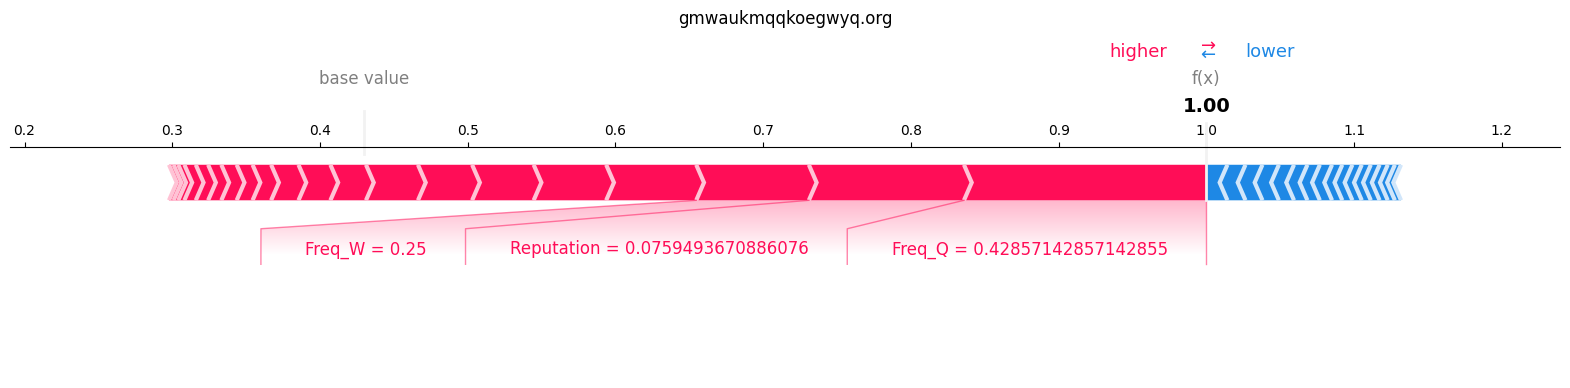 gmwaukmqqkoegwyq.org
higher ⇄ lower
base value f(x)
1.00
0.2 0.3 0.4 0.5 0.6 0.7 0.8 0.9 1 0 1.1 1.2
Freq_W = 0.25 Reputation = 0.0759493670886076 Freq_Q = 0.42857142857142855